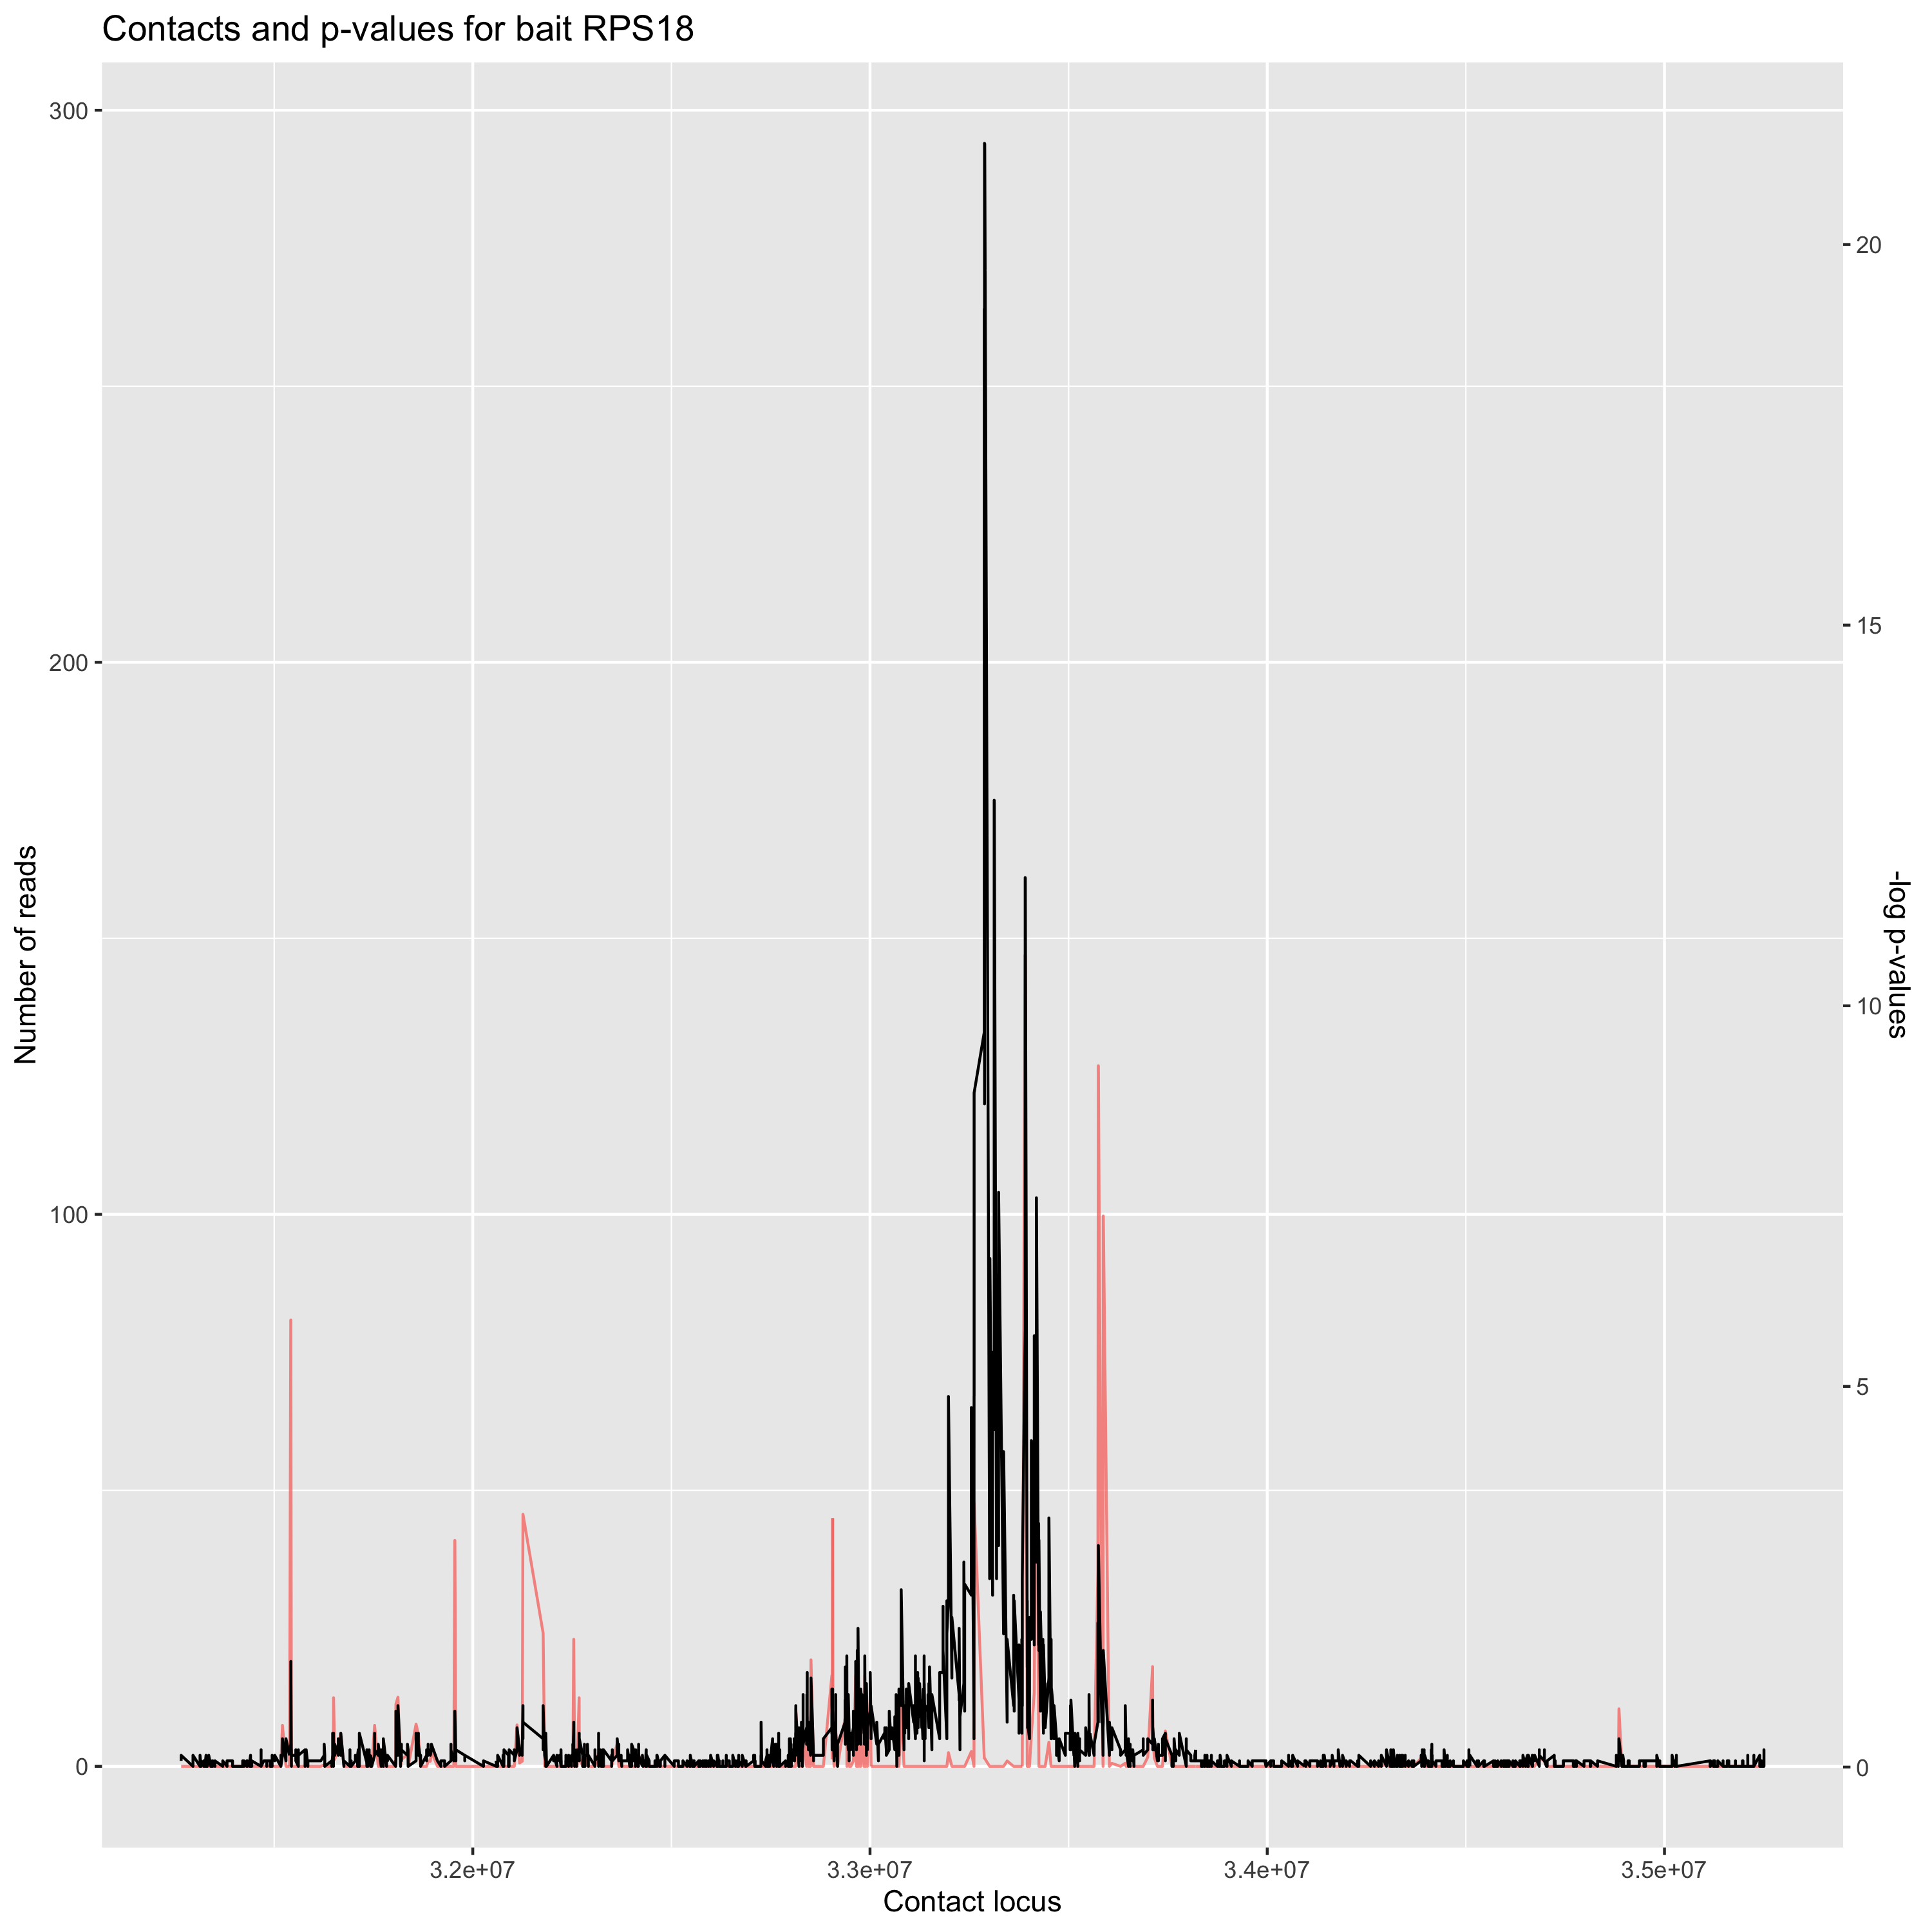 Contacts and p-values for bait RPS18
300
200
100
0
Number of reads
20
15
10
5
0
-log p-values
3.2e+07
3.3e+07
3.4e+07
3.5e+07
Contact locus